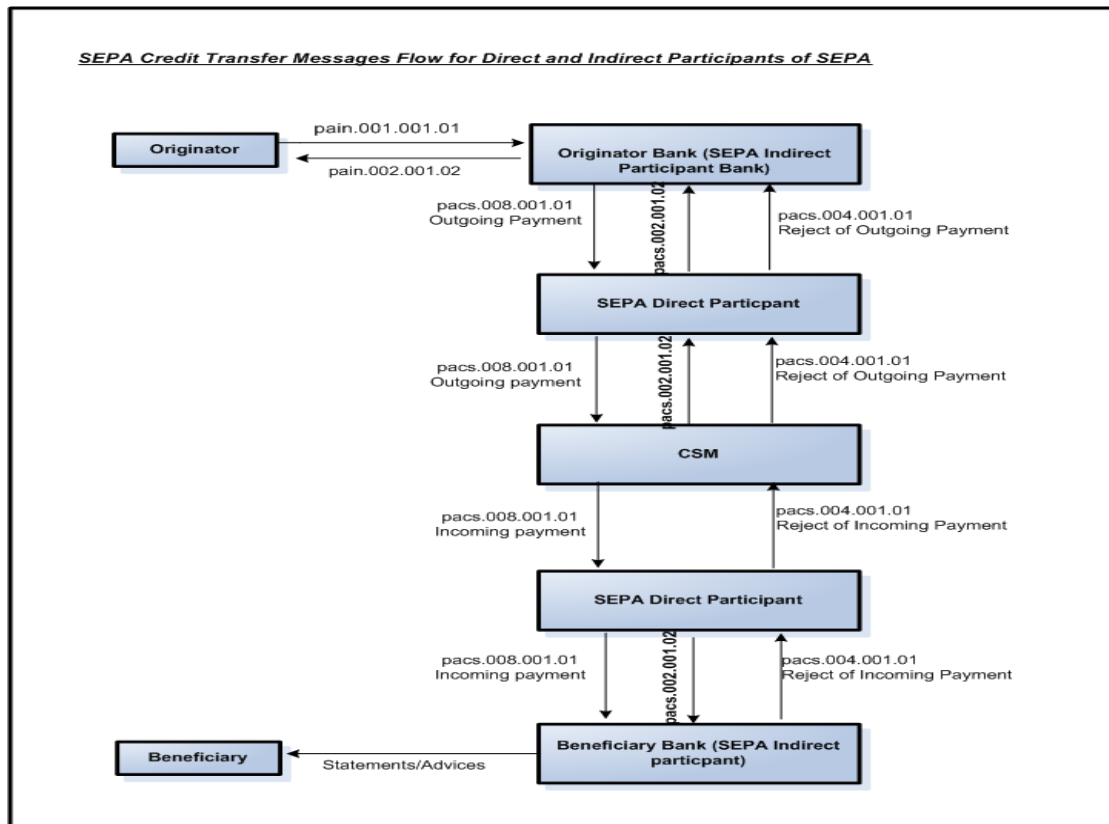 SEPA Credit Transfer Messages Flow for Direct and Indirect Participants of SEPA
pain.001.001.01
Originator
Originator Bank (SEPA Indirect
Participant Bank)
pain.002.001.02
pacs.008.001.01
Outgoing Payment
pacs.002.001.02
pacs.004.001.01
Reject of Outgoing Payment
SEPA Direct Particpant
pacs.008.001.01
Outgoing payment
pacs.002.001.02
pacs.004.001.01
Reject of Outgoing Payment
CSM
pacs.008.001.01
Incoming payment
pacs.004.001.01
Reject of Incoming Payment
SEPA Direct Participant
pacs.008.001.01
Incoming payment
pacs.002.001.02
pacs.004.001.01
Reject of Incoming Payment
Beneficiary
Statements/Advices
Beneficiary Bank (SEPA Indirect
particpant)